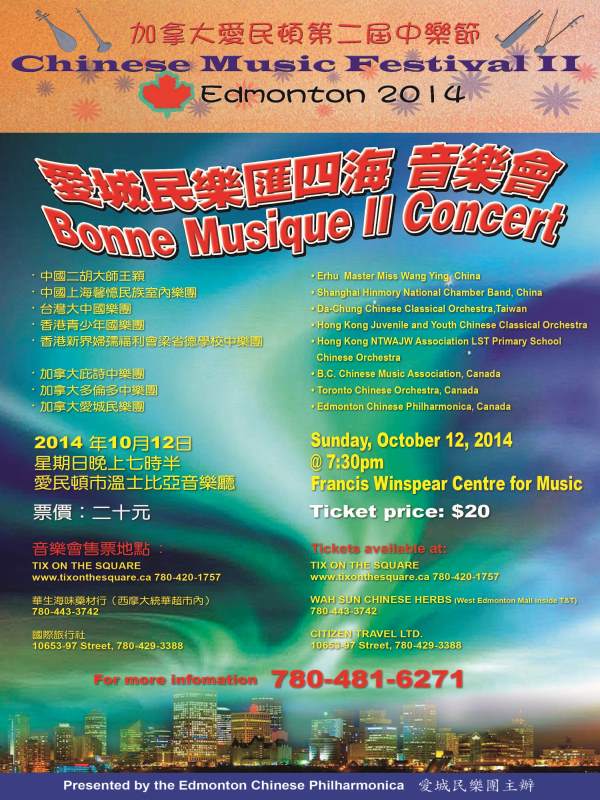 加拿大愛民頓第二屆中樂節
Chinese Music Festival II
Edmonton 2014
愛城民樂匯四海 音樂會
Bonne Musique II Concert
· 中國二胡大師王穎
· 中國上海馨憶民族室內樂團
· 台灣大中國樂團
· 香港青少年國樂團
· 香港新界婦孺福利會梁省德學校中樂團
· 加拿大庇詩中樂團
· 加拿大多倫多中樂團
· 加拿大愛城民樂團
• Erhu Master Miss Wang Ying, China
• Shanghai Hinmory National Chamber Band, China
• Da-Chung Chinese Classical Orchestra,Taiwan
• Hong Kong Juvenile and Youth Chinese Classical Orchestra
• Hong Kong NTWAJW Association LST Primary School
Chinese Orchestra
• B.C. Chinese Music Association, Canada
• Toronto Chinese Orchestra, Canada
• Edmonton Chinese Philharmonica, Canada
2014 年10月12日
星期日晚上七時半
愛民頓市溫士比亞音樂廳
票價：二十元
Sunday, October 12, 2014
@ 7:30pm
Francis Winspear Centre for Music
Ticket price: $20
音樂會售票地點 :
TIX ON THE SQUARE
www.tixonthesquare.ca 780-420-1757
華生海味藥材行（西摩大統華超市內）
780-443-3742
國際旅行社
10653-97 Street, 780-429-3388
Tickets available at:
TIX ON THE SQUARE
www.tixonthesquare.ca 780-420-1757
WAH SUN CHINESE HERBS (West Edmonton Mall inside T&T)
780-443-3742
CITIZEN TRAVEL LTD.
10653-97 Street, 780-429-3388
For more infomation 780-481-6271
Presented by the Edmonton Chinese Philharmonica 愛城民樂團主辦